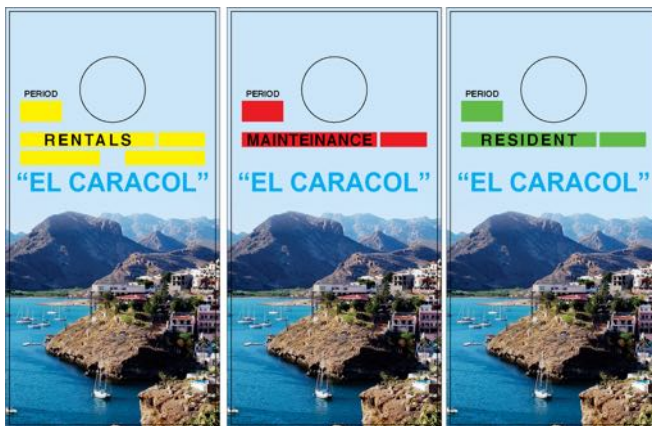 PERIOD
RENTALS
“EL CARACOL”
PERIOD
MAINTEINANCE
“EL CARACOL”
PERIOD
RESIDENT
“EL CARACOL”